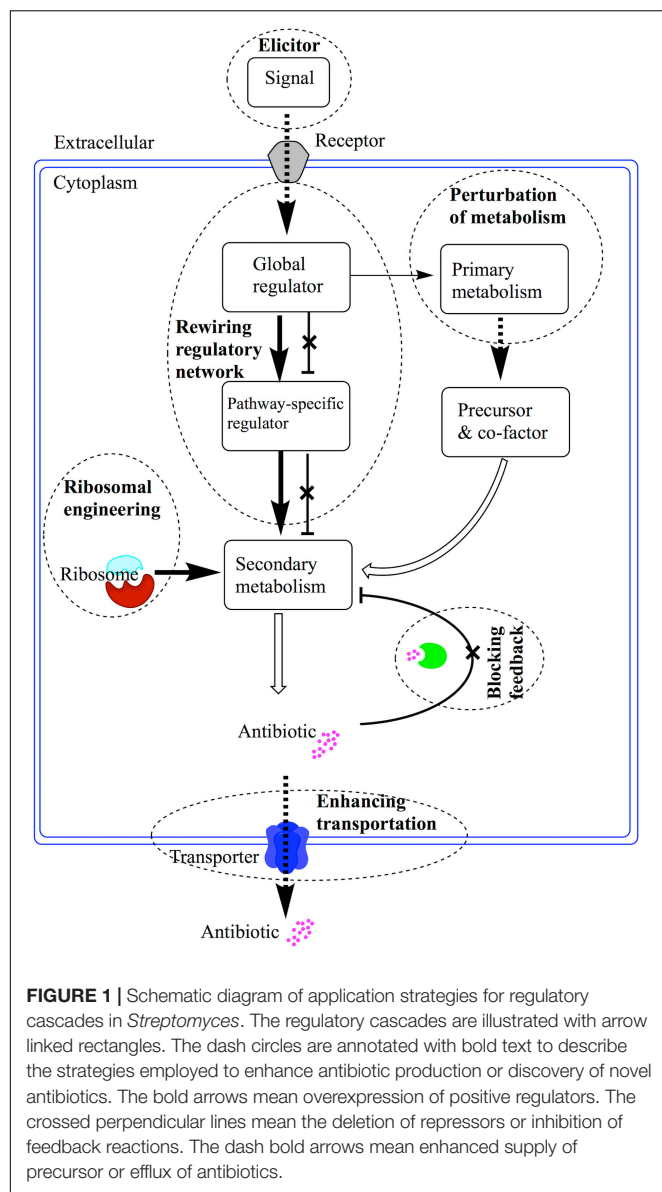 Elicitor
Signal
Extracellular
Receptor
Cytoplasm
Perturbation
of metabolism
Global
regulator
Primary
metabolism
Rewiring
regulatory
network
Pathway-specific
regulator
Precursor
& co-factor
Ribosomal
engineering
Ribosome
Secondary
metabolism
Blocking
feedback
Antibiotic
Enhancing
transportation
Transporter
Antibiotic
FIGURE 1 | Schematic diagram of application strategies for regulatory
cascades in Streptomyces. The regulatory cascades are illustrated with arrow
linked rectangles. The dash circles are annotated with bold text to describe
the strategies employed to enhance antibiotic production or discovery of novel
antibiotics. The bold arrows mean overexpression of positive regulators. The
crossed perpendicular lines mean the deletion of repressors or inhibition of
feedback reactions. The dash bold arrows mean enhanced supply of
precursor or efflux of antibiotics.